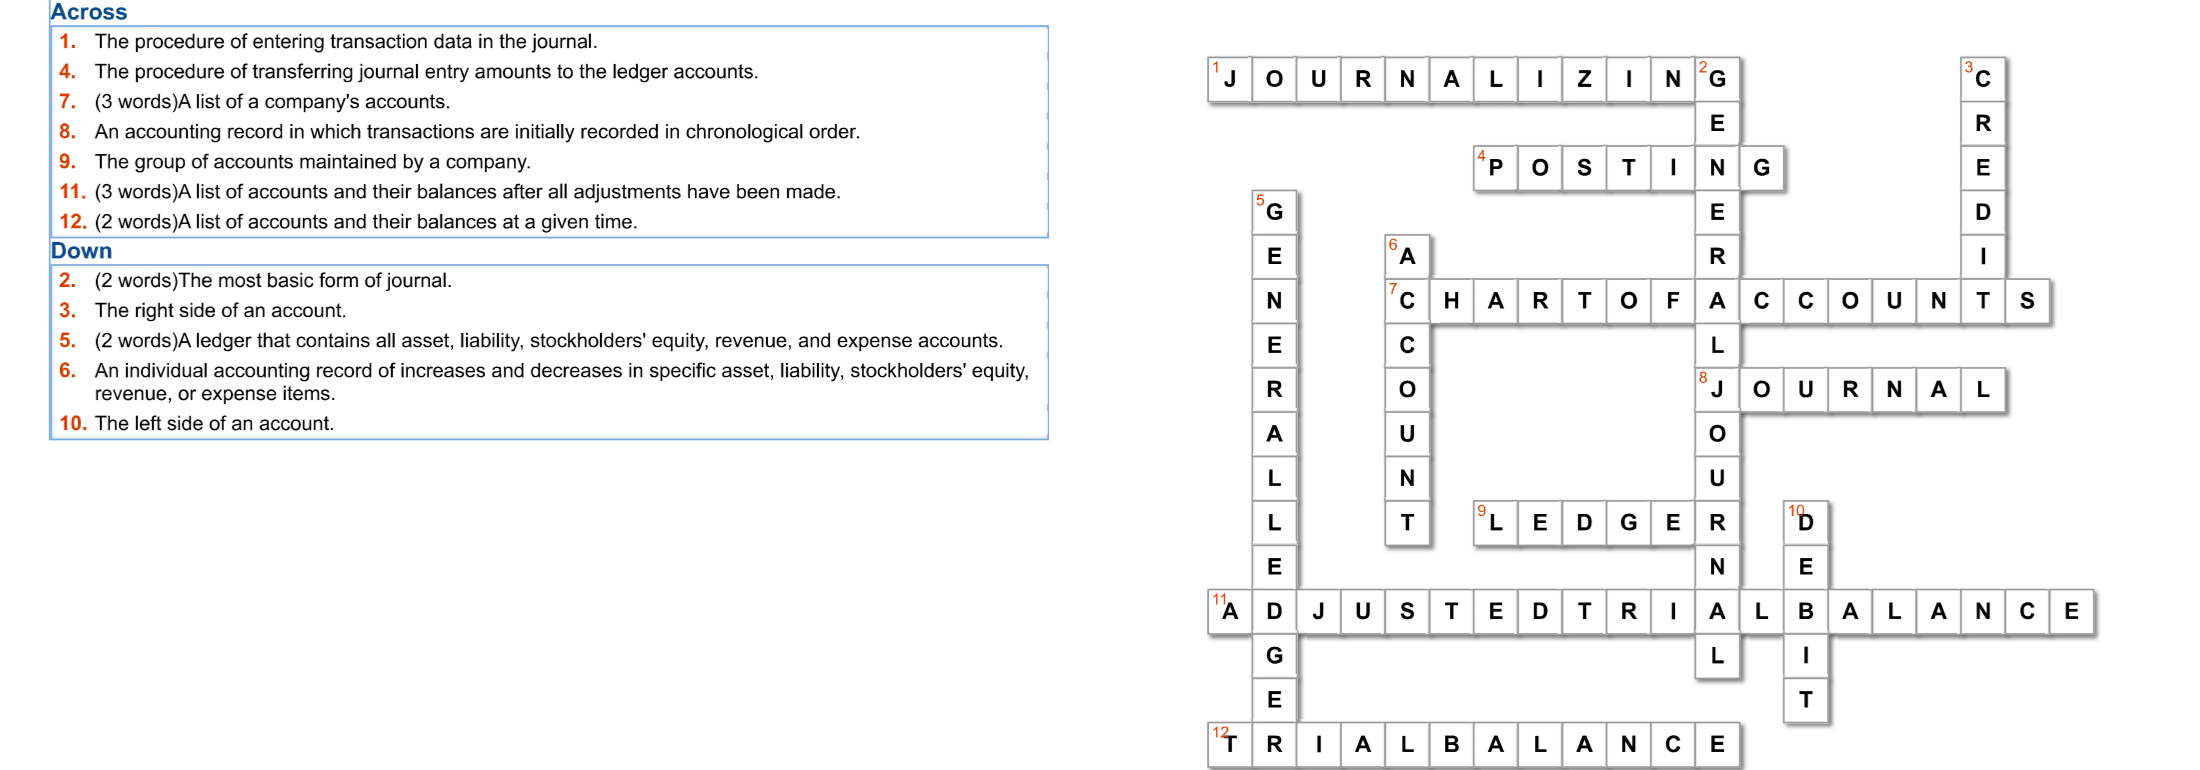 Across
1. The procedure of entering transaction data in the journal.
4. The procedure of transferring journal entry amounts to the ledger accounts.
7. (3 words)A list of a company's accounts.
8. An accounting record in which transactions are initially recorded in chronological order.
9. The group of accounts maintained by a company.
11. (3 words)A list of accounts and their balances after all adjustments have been made.
12. (2 words)A list of accounts and their balances at a given time.
Down
2. (2 words)The most basic form of journal.
3. The right side of an account.
5. (2 words)A ledger that contains all asset, liability, stockholders' equity, revenue, and expense accounts.
6. An individual accounting record of increases and decreases in specific asset, liability, stockholders' equity,
revenue, or expense items.
10. The left side of an account.
1 J O U R N A L I Z I N 2 G 3 C
E R
4 P O S T I N G E
5 G E D
E 6 A R I
N 7 C H A R T O F A C C O U N T S
E C L
R O 8 J O U R N A L
A U O
L N U
L T 9 L E D G E R 10 D
E N E
11 A D J U S T E D T R I A L B A L A N C E
G L I
E T
12 T R I A L B A L A N C E